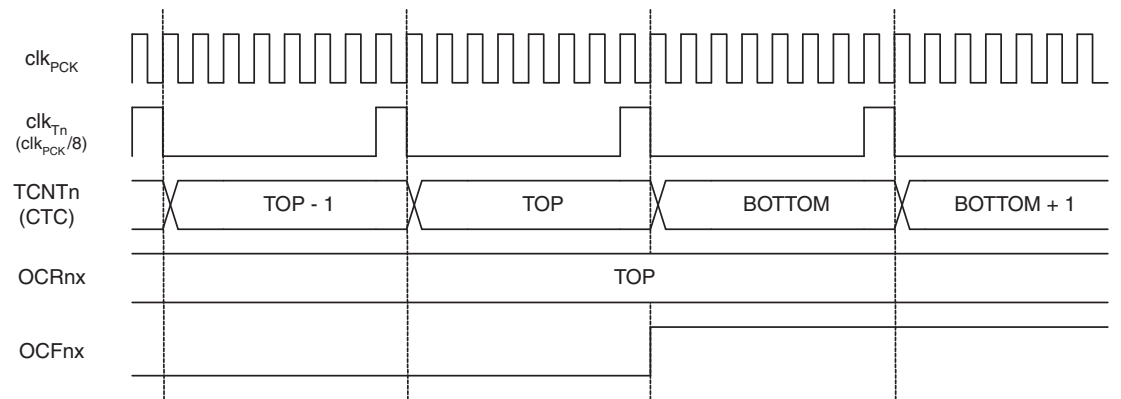 clkPCK
clkTn
(clkPCK/8)
TCNTn
(CTC)
TOP - 1
TOP
BOTTOM
BOTTOM + 1
OCRnx
TOP
OCFnx